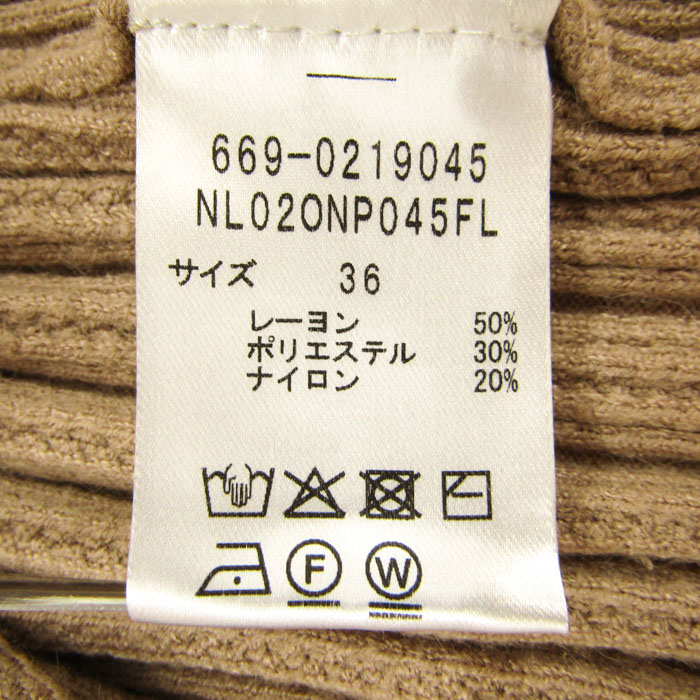 669-0219045
NL02ONP045FL
サイズ 36
レーヨン 50%
ポリエステル 30%
ナイロン 20%
F W